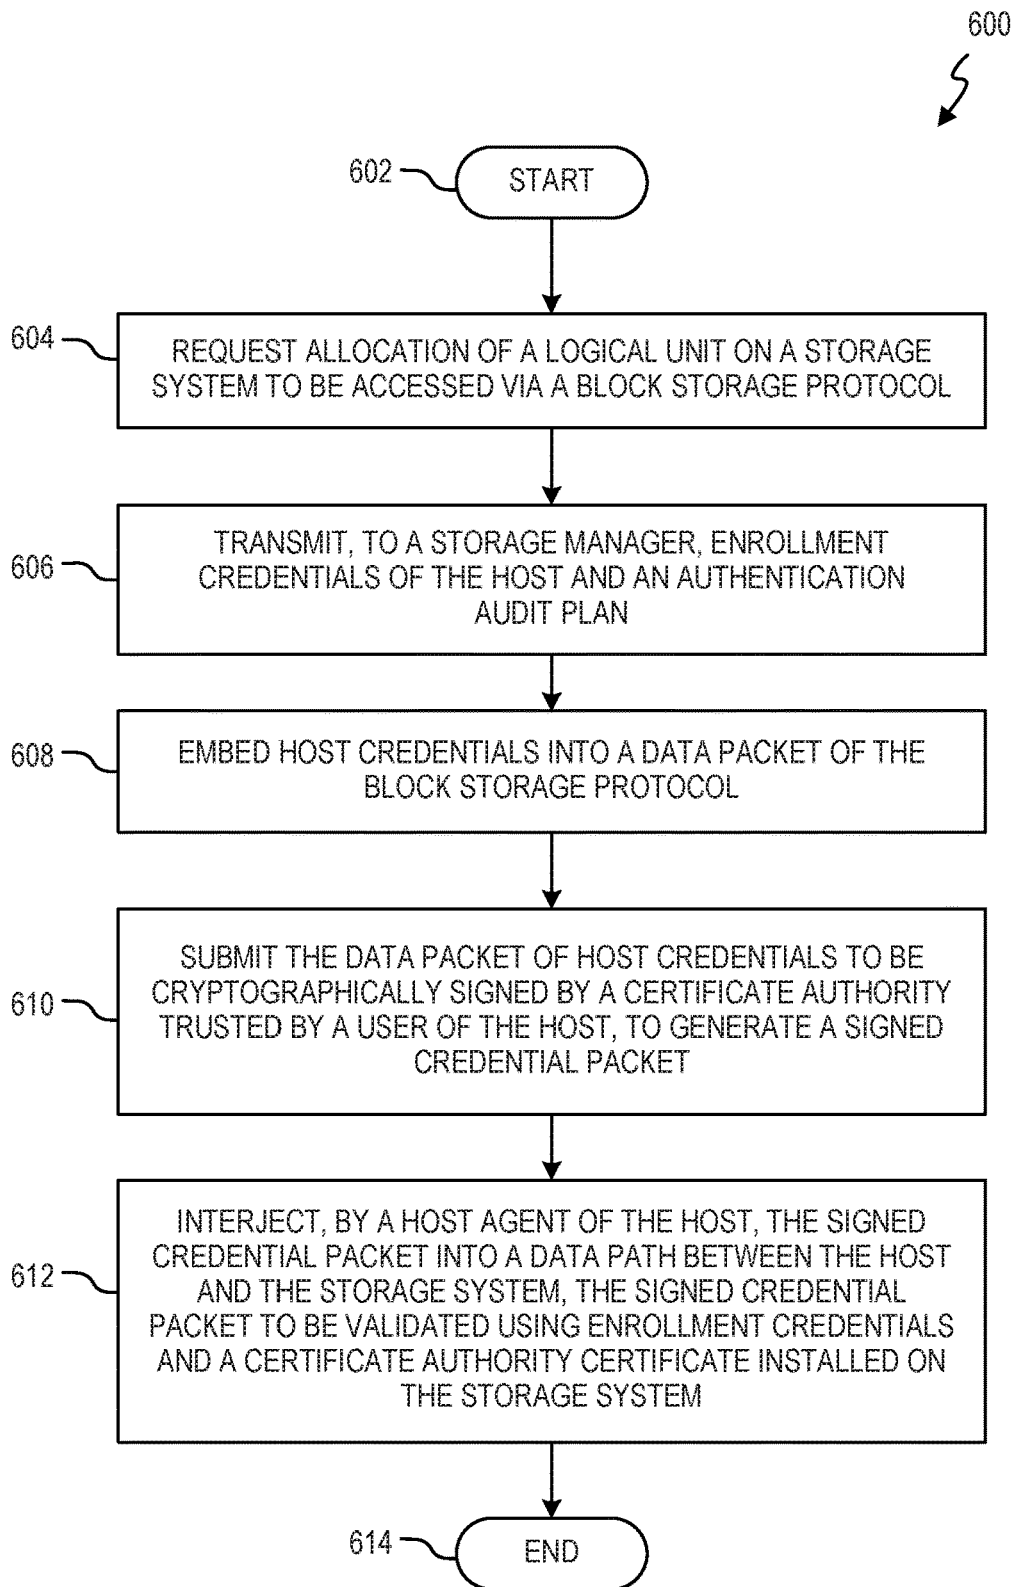 600
602
START
604
REQUEST ALLOCATION OF A LOGICAL UNIT ON A STORAGE
SYSTEM TO BE ACCESSED VIA A BLOCK STORAGE PROTOCOL
606
TRANSMIT, TO A STORAGE MANAGER, ENROLLMENT
CREDENTIALS OF THE HOST AND AN AUTHENTICATION
AUDIT PLAN
608
EMBED HOST CREDENTIALS INTO A DATA PACKET OF THE
BLOCK STORAGE PROTOCOL
610
SUBMIT THE DATA PACKET OF HOST CREDENTIALS TO BE
CRYPTOGRAPHICALLY SIGNED BY A CERTIFICATE AUTHORITY
TRUSTED BY A USER OF THE HOST, TO GENERATE A SIGNED
CREDENTIAL PACKET
612
INTERJECT, BY A HOST AGENT OF THE HOST, THE SIGNED
CREDENTIAL PACKET INTO A DATA PATH BETWEEN THE HOST
AND THE STORAGE SYSTEM, THE SIGNED CREDENTIAL
PACKET TO BE VALIDATED USING ENROLLMENT CREDENTIALS
AND A CERTIFICATE AUTHORITY CERTIFICATE INSTALLED ON
THE STORAGE SYSTEM
614
END